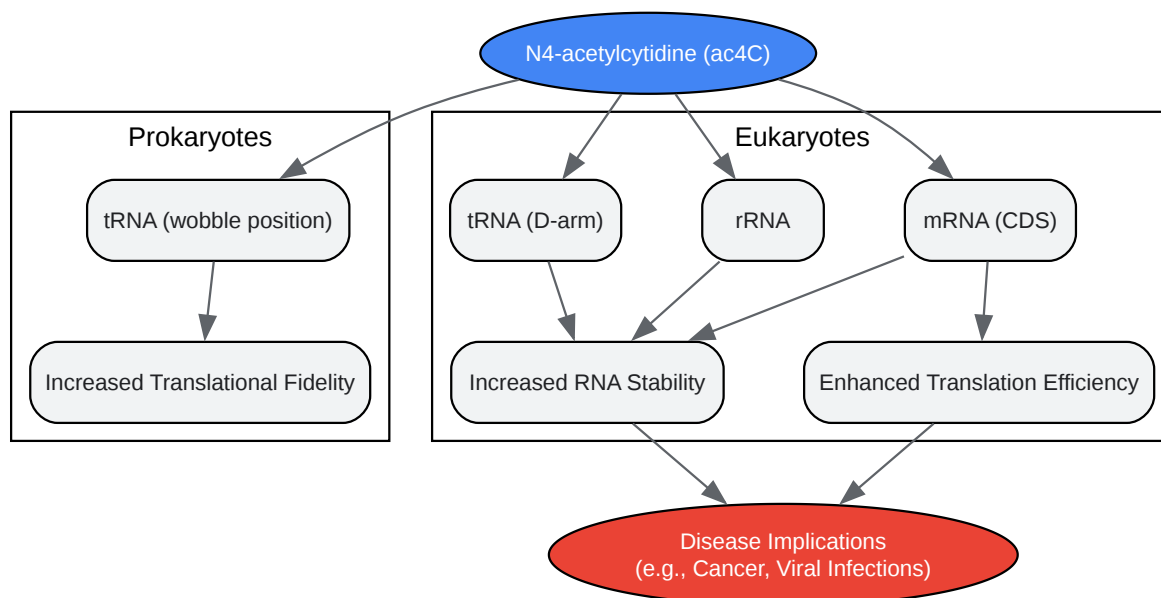 N4-acetylcytidine (ac4C)
Prokaryotes
Eukaryotes
tRNA (wobble position)
tRNA (D-arm)
rRNA
mRNA (CDS)
Increased Translational Fidelity
Increased RNA Stability
Enhanced Translation Efficiency
Disease Implications
(e.g., Cancer, Viral Infections)